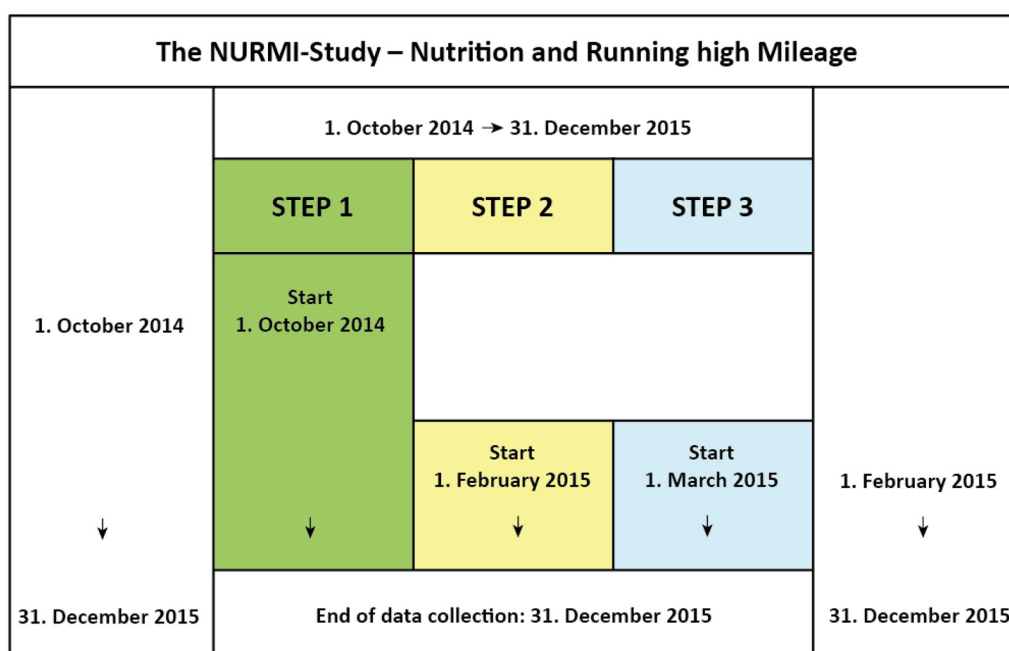 The NURMI-Study – Nutrition and Running high Mileage
1. October 2014 → 31. December 2015
STEP 1
STEP 2
STEP 3
1. October 2014
Start
1. October 2014
Start
1. February 2015
Start
1. March 2015
1. February 2015
31. December 2015
End of data collection: 31. December 2015
31. December 2015